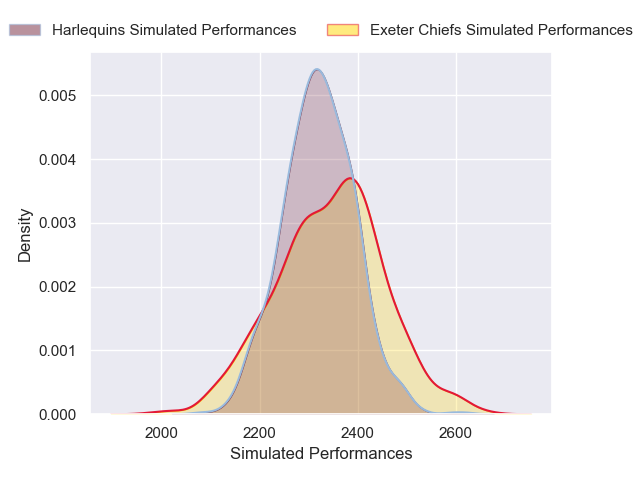 Harlequins Simulated Performances
Exeter Chiefs Simulated Performances
0.005
0.004
0.003
0.002
0.001
0.000
Density
2000
2200
2400
2600
Simulated Performances